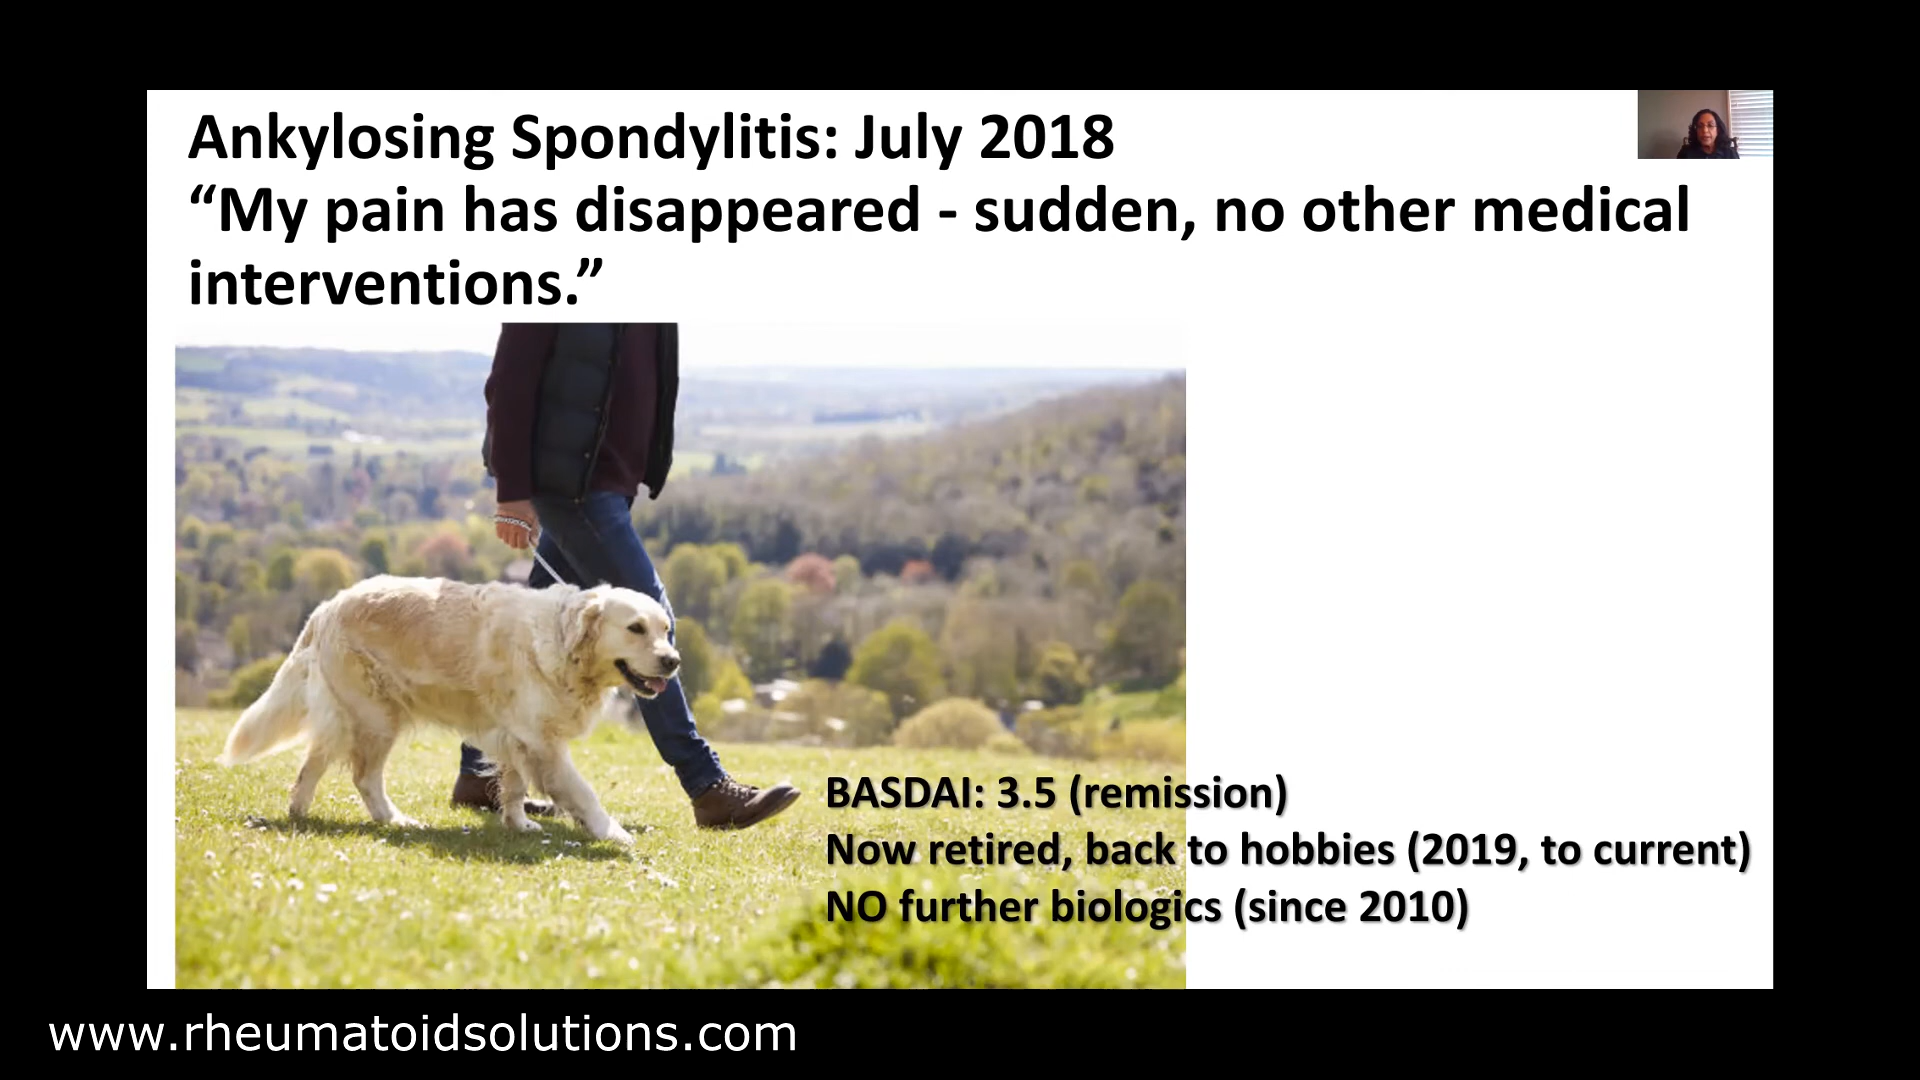 Ankylosing Spondylitis: July 2018
“My pain has disappeared - sudden, no other medical
interventions.”
BASDAI: 3.5 (remission)
Now retired, back to hobbies (2019, to current)
NO further biologics (since 2010)
www.rheumatoidsolutions.com